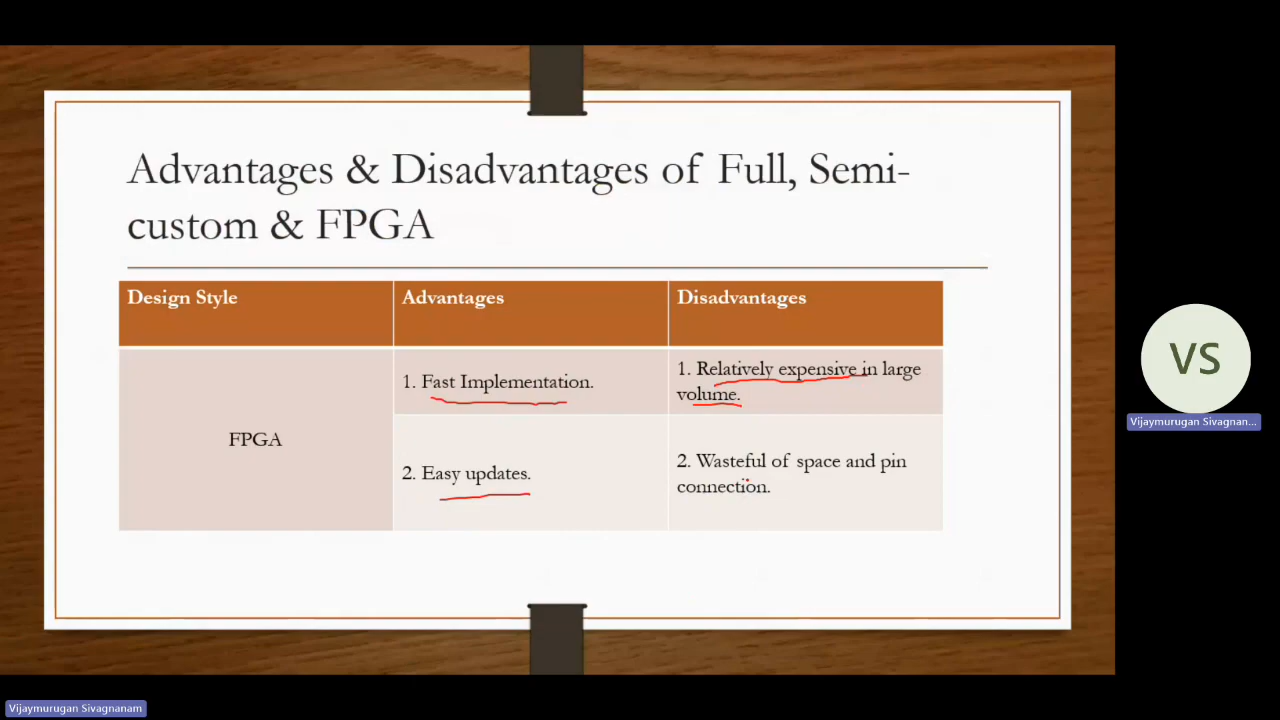 Advantages & Disadvantages of Full, Semi-
custom & FPGA
Design Style
Advantages
Disadvantages
FPGA
1. Fast Implementation.
1. Relatively expensive in large
volume.
2. Easy updates.
2. Wasteful of space and pin
connection.
VS
Vijaymurugan Sivagnan...
Vijaymurugan Sivagnanam